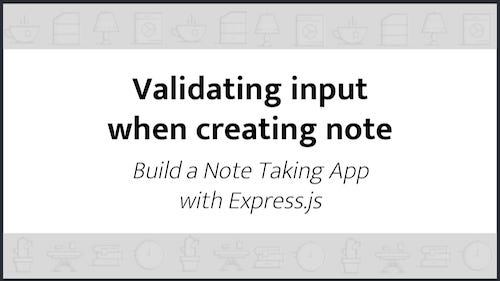 Validating input
when creating note
Build a Note Taking App
with Express.js